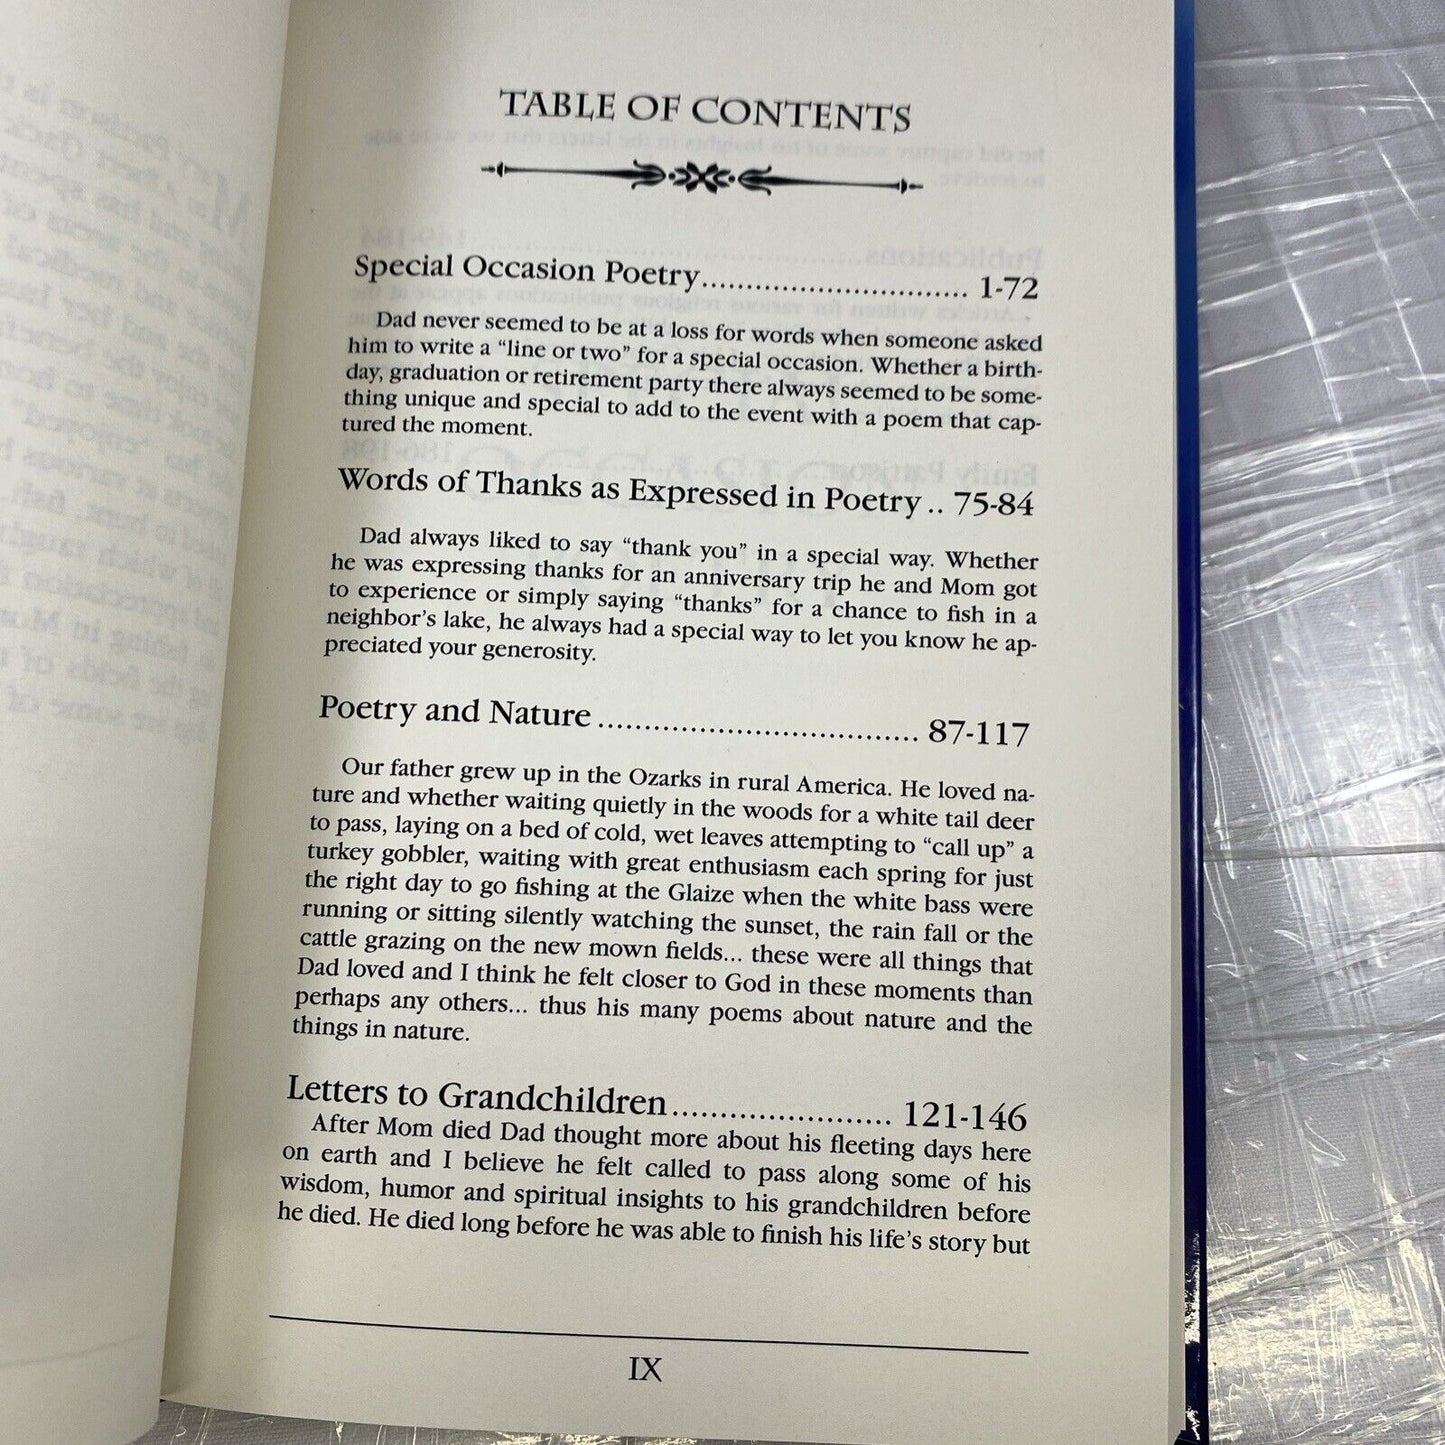 TABLE OF CONTENTS
Special Occasion Poetry.............................. 1-72
Dad never seemed to be at a loss for words when someone asked
him to write a “line or two” for a special occasion. Whether a birth-
day, graduation or retirement party there always seemed to be some-
thing unique and special to add to the event with a poem that cap-
tured the moment.
Words of Thanks as Expressed in Poetry .. 75-84
Dad always liked to say “thank you” in a special way. Whether
he was expressing thanks for an anniversary trip he and Mom got
to experience or simply saying “thanks” for a chance to fish in a
neighbor’s lake, he always had a special way to let you know he ap-
preciated your generosity.
Poetry and Nature ................................... 87-117
Our father grew up in the Ozarks in rural America. He loved na-
ture and whether waiting quietly in the woods for a white tail deer
to pass, laying on a bed of cold, wet leaves attempting to “call up” a
turkey gobbler, waiting with great enthusiasm each spring for just
the right day to go fishing at the Glaize when the white bass were
running or sitting silently watching the sunset, the rain fall or the
cattle grazing on the new mown fields... these were all things that
Dad loved and I think he felt closer to God in these moments than
perhaps any others... thus his many poems about nature and the
things in nature.
Letters to Grandchildren........................ 121-146
After Mom died Dad thought more about his fleeting days here
on earth and I believe he felt called to pass along some of his
wisdom, humor and spiritual insights to his grandchildren before
he died. He died long before he was able to finish his life’s story but
IX